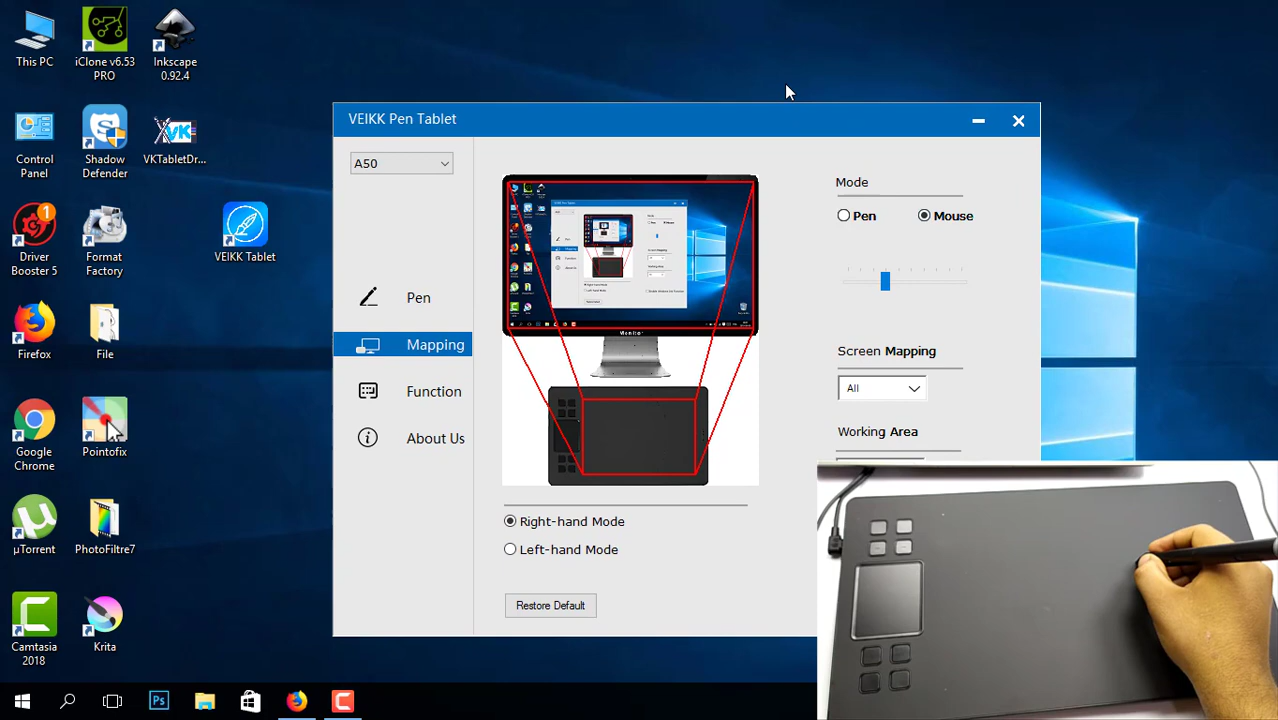 This PC
iClone v6.53
PRO
Inkscape
0.92.4
Control
Panel
Shadow
Defender
VKTabletDr...
Driver
Booster 5
Format
Factory
VEIKK Tablet
Firefox
File
Google
Chrome
Pointofix
µTorrent
PhotoFiltre7
Camtasia
2018
Krita
VEIKK Pen Tablet
A50
Pen
Mapping
Function
About Us
Monitor
Right-hand Mode
Left-hand Mode
Restore Default
Mode
Pen
Mouse
Screen Mapping
All
Working Area
Ps